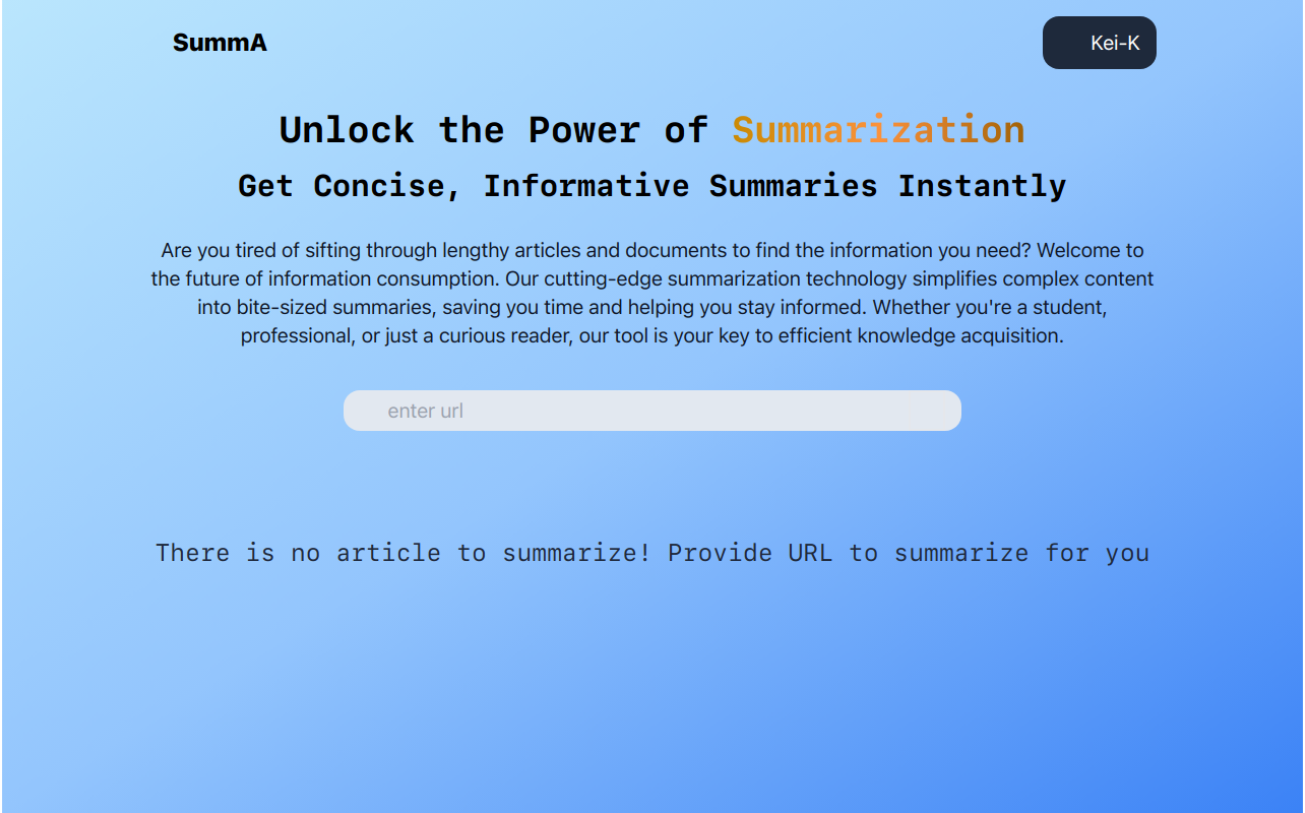 SummA
Kei-K
Unlock the Power of Summarization
Get Concise, Informative Summaries Instantly
Are you tired of sifting through lengthy articles and documents to find the information you need? Welcome to
the future of information consumption. Our cutting-edge summarization technology simplifies complex content
into bite-sized summaries, saving you time and helping you stay informed. Whether you're a student,
professional, or just a curious reader, our tool is your key to efficient knowledge acquisition.
enter url
There is no article to summarize! Provide URL to summarize for you